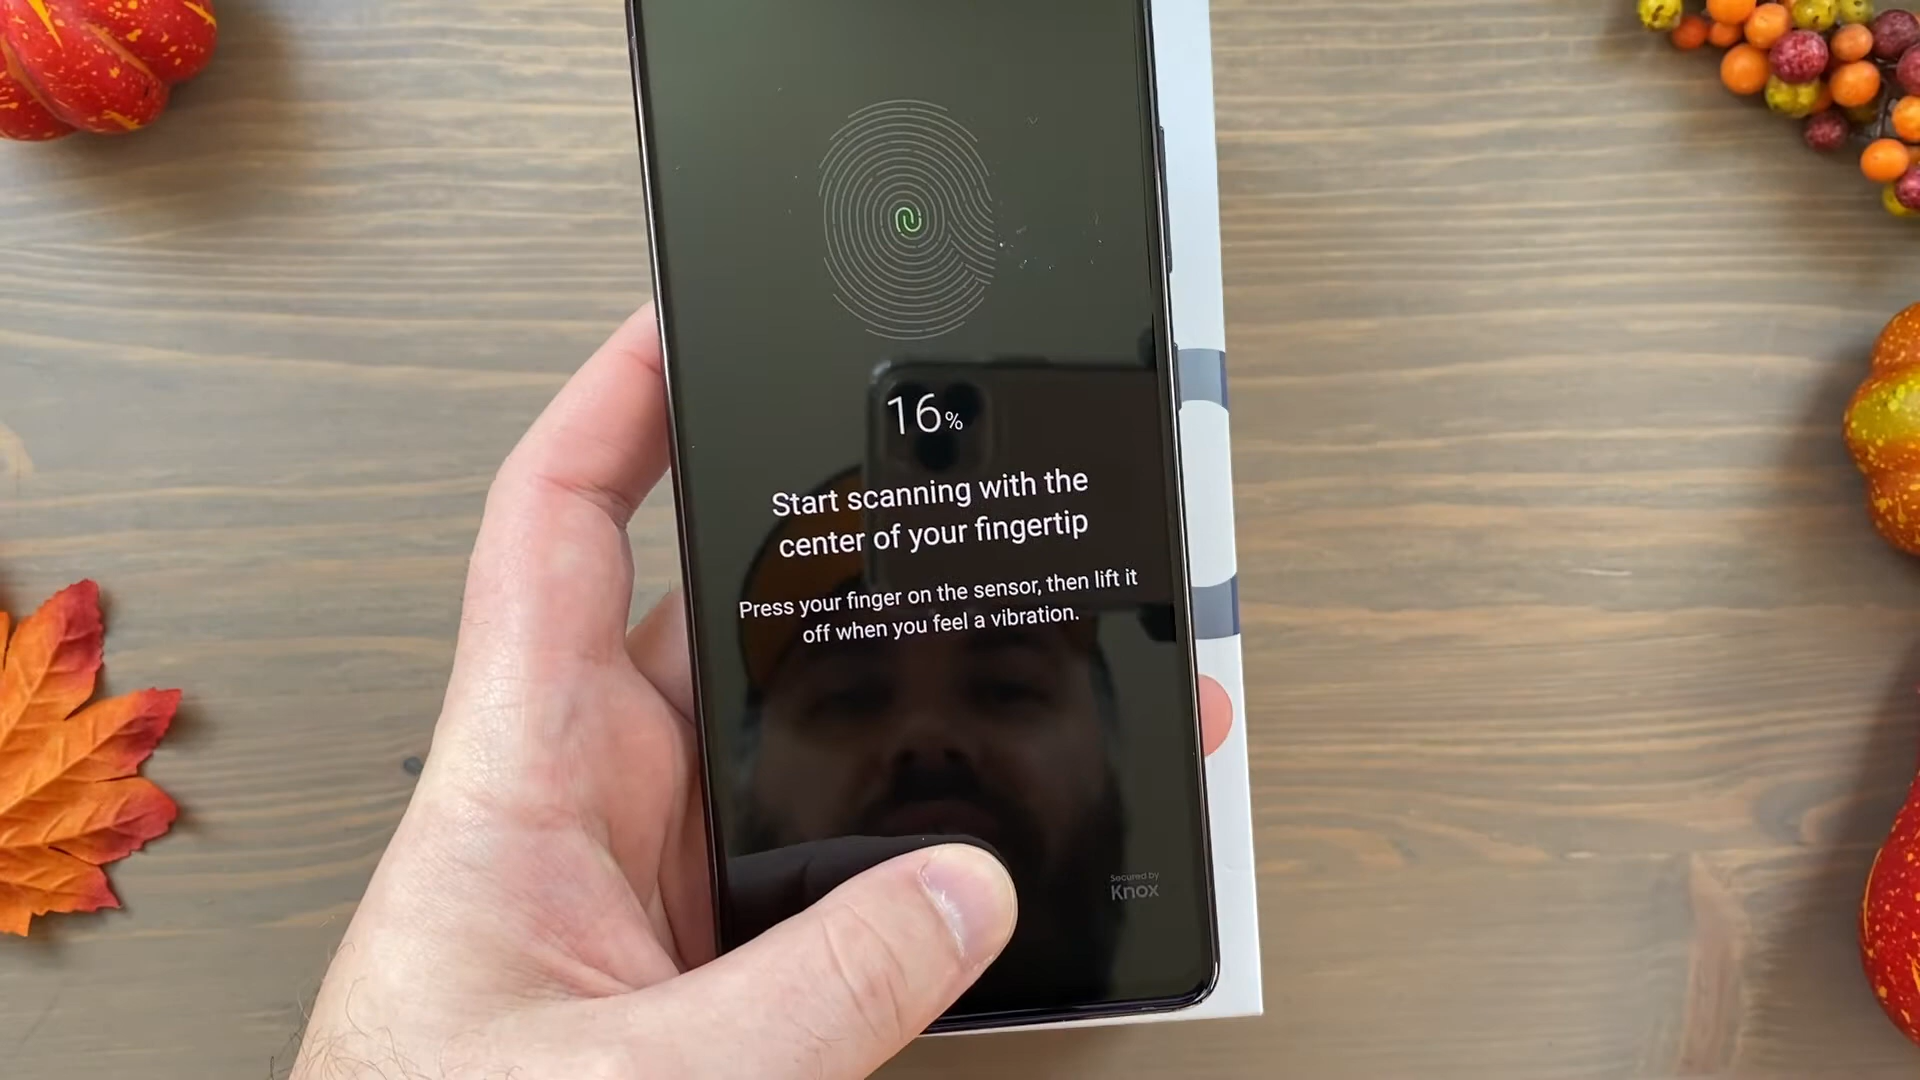 16%
Start scanning with the
center of your fingertip
Press your finger on the sensor, then lift it
off when you feel a vibration.
Secured by
Knox